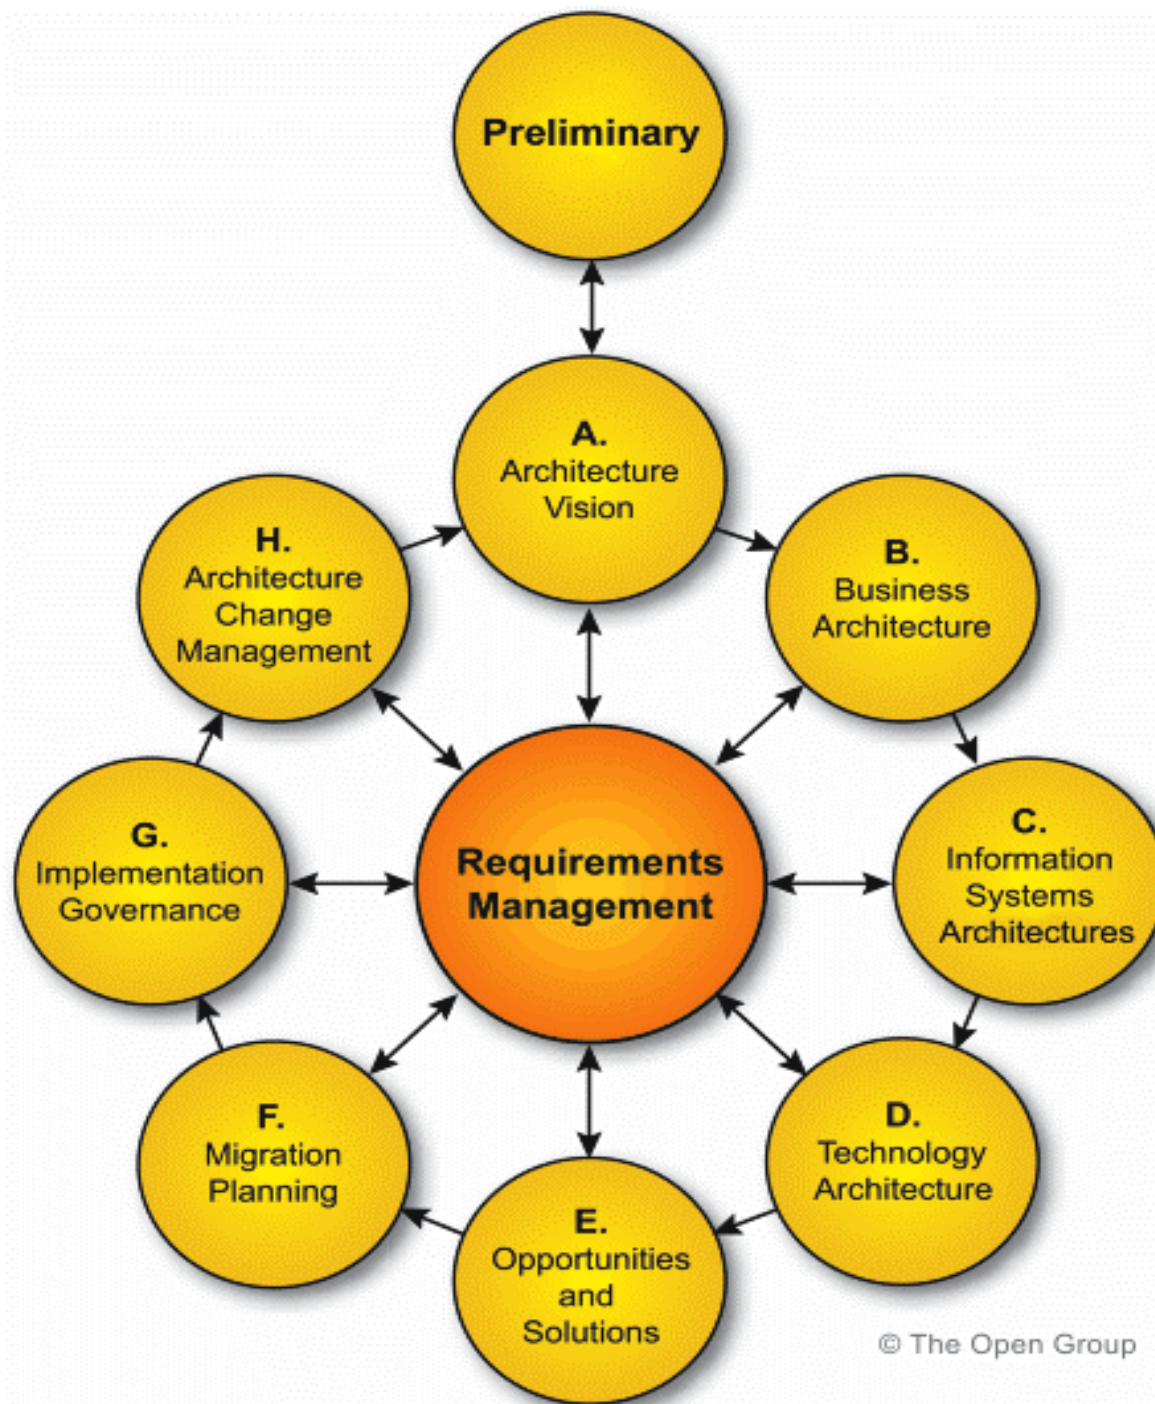 Preliminary
A.
Architecture
Vision
B.
Business
Architecture
C.
Information
Systems
Architectures
D.
Technology
Architecture
E.
Opportunities
and
Solutions
F.
Migration
Planning
G.
Implementation
Governance
H.
Architecture
Change
Management
Requirements
Management
© The Open Group